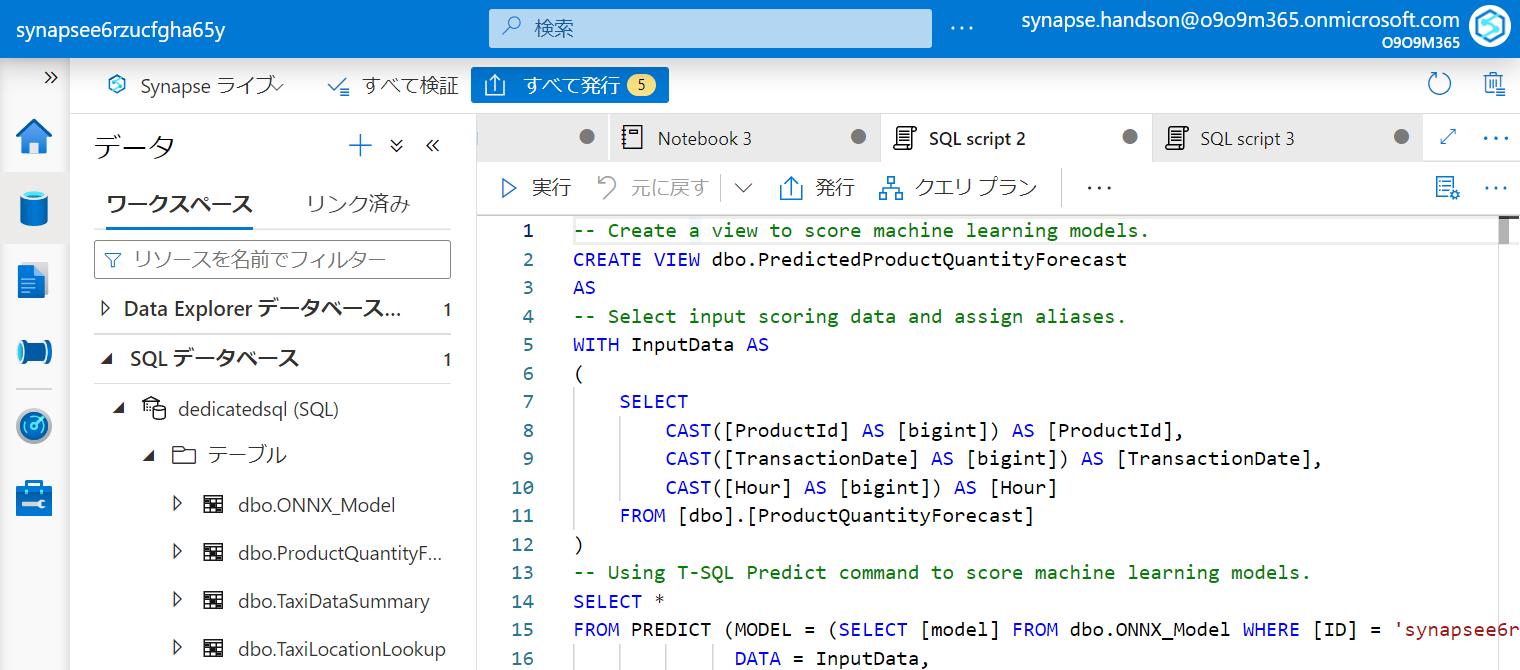 synapsee6rzucfgha65y
検索
synapse.handson@o9o9m365.onmicrosoft.com
O9O9M365
Synapse ライブ
すべて検証
すべて発行 5
データ
ワークスペース
リンク済み
リソースを名前でフィルター
Data Explorer データベース... 1
SQL データベース 1
dedicatedsql (SQL)
テーブル
dbo.ONNX_Model
dbo.ProductQuantityF...
dbo.TaxiDataSummary
dbo.TaxiLocationLookup
Notebook 3
SQL script 2
SQL script 3
実行
元に戻す
発行
クエリ プラン
1 -- Create a view to score machine learning models.
2 CREATE VIEW dbo.PredictedProductQuantityForecast
3 AS
4 -- Select input scoring data and assign aliases.
5 WITH InputData AS
6 (
7 SELECT
8 CAST([ProductId] AS [bigint]) AS [ProductId],
9 CAST([TransactionDate] AS [bigint]) AS [TransactionDate],
10 CAST([Hour] AS [bigint]) AS [Hour]
11 FROM [dbo].[ProductQuantityForecast]
12 )
13 -- Using T-SQL Predict command to score machine learning models.
14 SELECT *
15 FROM PREDICT (MODEL = (SELECT [model] FROM dbo.ONNX_Model WHERE [ID] = 'synapsee6r
16 DATA = InputData,